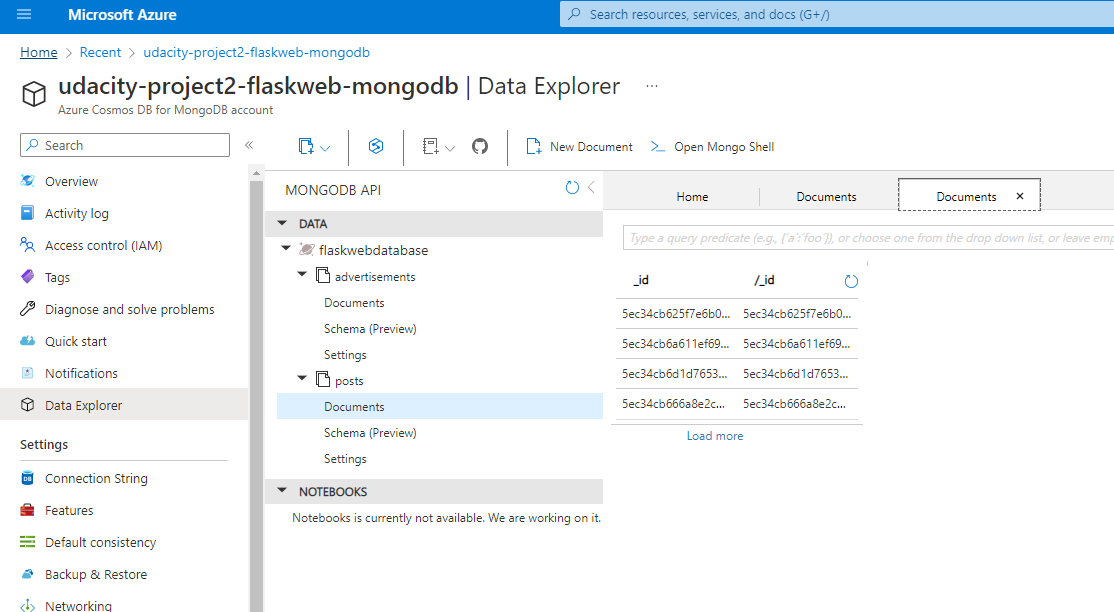 Microsoft Azure
Search resources, services, and docs (G+/)
Home > Recent > udacity-project2-flaskweb-mongodb
udacity-project2-flaskweb-mongodb | Data Explorer ...
Azure Cosmos DB for MongoDB account
Search
«
New Document
Open Mongo Shell
Overview
Activity log
Access control (IAM)
Tags
Diagnose and solve problems
Quick start
Notifications
Data Explorer
Settings
Connection String
Features
Default consistency
Backup & Restore
Networking
MONGODB API
DATA
flaskwebdatabase
advertisements
Documents
Schema (Preview)
Settings
posts
Documents
Schema (Preview)
Settings
NOTEBOOKS
Notebooks is currently not available. We are working on it.
Home
Documents
Documents ×
Type a query predicate (e.g., {´a´:´foo´}), or choose one from the drop down list, or leave emp
_id /_id
5ec34cb625f7e6b0... 5ec34cb625f7e6b0...
5ec34cb6a611ef69... 5ec34cb6a611ef69...
5ec34cb6d1d7653... 5ec34cb6d1d7653...
5ec34cb666a8e2c... 5ec34cb666a8e2c...
Load more